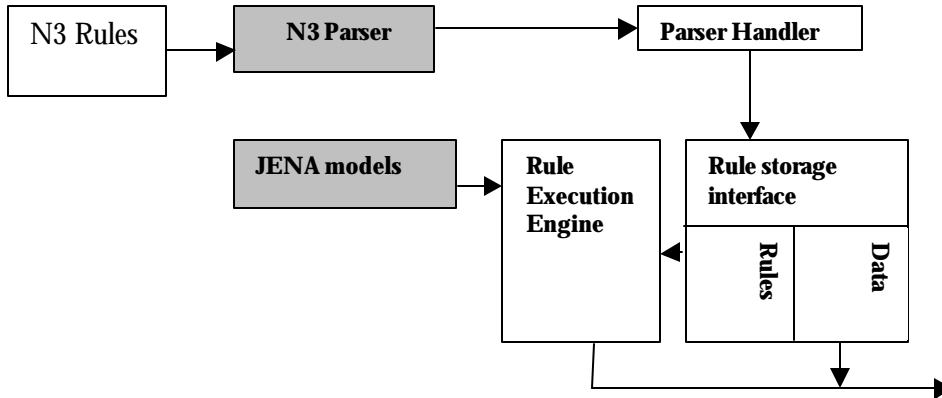 N3 Rules
N3 Parser
Parser Handler
JENA models
Rule
Execution
Engine
Rule storage
interface
Rules
Data